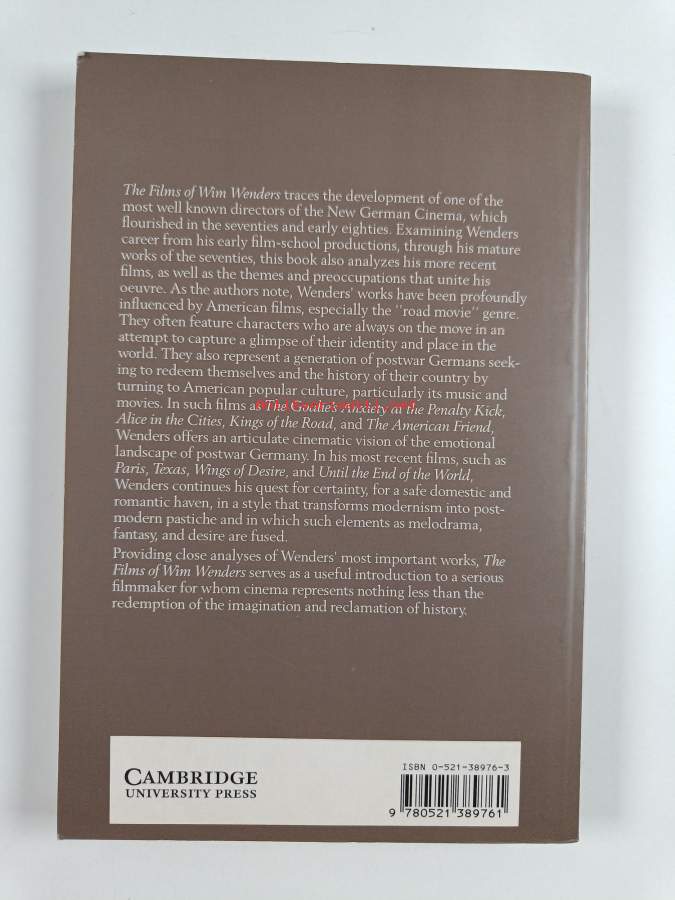 The Films of Wim Wenders traces the development of one of the
most well known directors of the New German Cinema, which
flourished in the seventies and early eighties. Examining Wenders
career from his early film-school productions, through his mature
works of the seventies, this book also analyzes his more recent
films, as well as the themes and preoccupations that unite his
oeuvre. As the authors note, Wenders' works have been profoundly
influenced by American films, especially the "road movie" genre.
They often feature characters who are always on the move in an
attempt to capture a glimpse of their identity and place in the
world. They also represent a generation of postwar Germans seek-
ing to redeem themselves and the history of their country by
turning to American popular culture, particularly its music and
movies. In such films as The Goalie's Anxiety at the Penalty Kick,
Alice in the Cities, Kings of the Road, and The American Friend,
Wenders offers an articulate cinematic vision of the emotional
landscape of postwar Germany. In his most recent films, such as
Paris, Texas, Wings of Desire, and Until the End of the World,
Wenders continues his quest for certainty, for a safe domestic and
romantic haven, in a style that transforms modernism into post-
modern pastiche and in which such elements as melodrama,
fantasy, and desire are fused.
Providing close analyses of Wenders' most important works, The
Films of Wim Wenders serves as a useful introduction to a serious
filmmaker for whom cinema represents nothing less than the
redemption of the imagination and reclamation of history.
CAMBRIDGE
UNIVERSITY PRESS
ISBN 0-521-38976-3
9 780521 389761